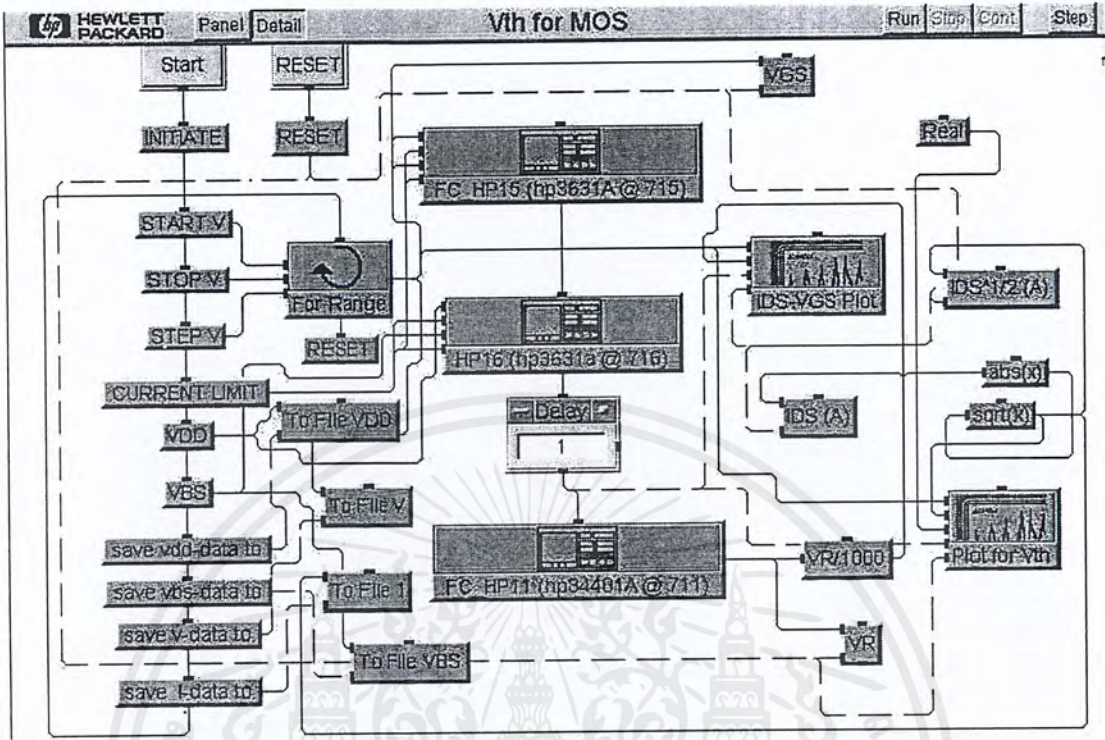 hp HEWLETT PACKARD Panel Detail Vth for MOS Run Stop Cont Step
Start
RESET
VGS
INITIATE
RESET
Real
FC_HP15 (hp3631A @ 715)
START V
STOP V
For Range
IDS-VGS Plot
IDS^1/2 (A)
STEP V
RESET
HP16 (hp3631a @ 716)
CURRENT LIMIT
abs(x)
To File VDD
Delay
IDS (A)
sqrt(x)
VDD
1
VBS
To File V
save vdd-data to
FC_HP11 (hp34401A @ 711)
VR/1000
Plot for Vth
save vbs-data to
To File 1
save v-data to
VR
To File VBS
save I-data to